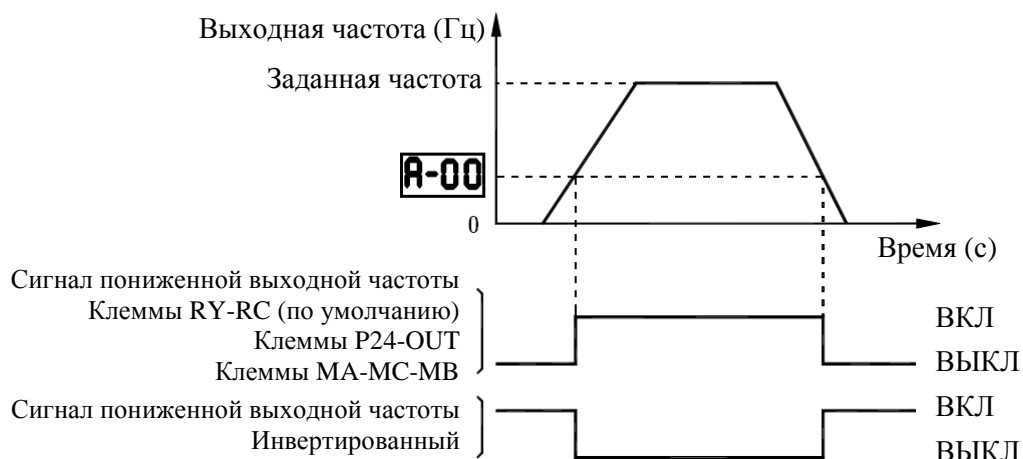 Выходная частота (Гц)
Заданная частота
A-00
0
Время (с)
Сигнал пониженной выходной частоты
Клеммы RY-RC (по умолчанию)
Клеммы P24-OUT
Клеммы MA-MC-MB
ВКЛ
ВЫКЛ
Сигнал пониженной выходной частоты
Инвертированный
ВКЛ
ВЫКЛ